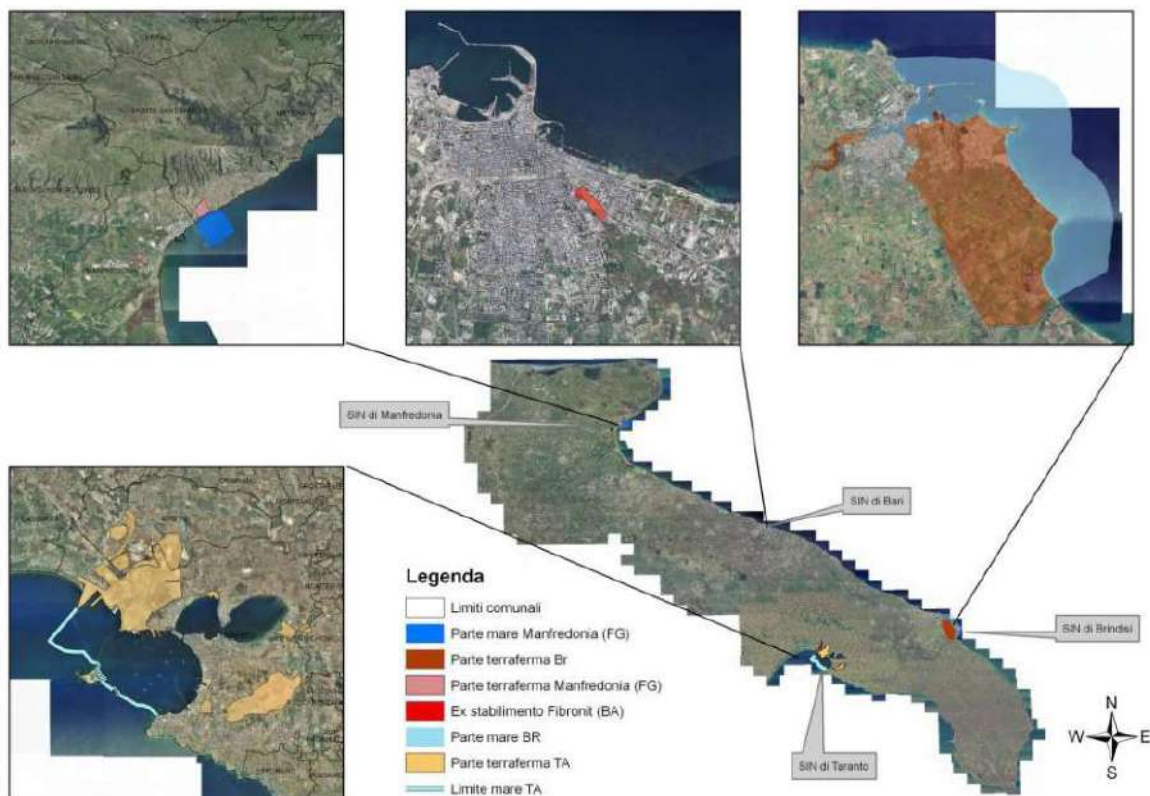 SIN di Manfredonia
SIN di Bari
SIN di Brindisi
SIN di Taranto
Legenda
Limiti comunali
Parte mare Manfredonia (FG)
Parte terraferma Br
Parte terraferma Manfredonia (FG)
Ex stabilimento Fibronit (BA)
Parte mare BR
Parte terraferma TA
Limite mare TA
N
W
E
S